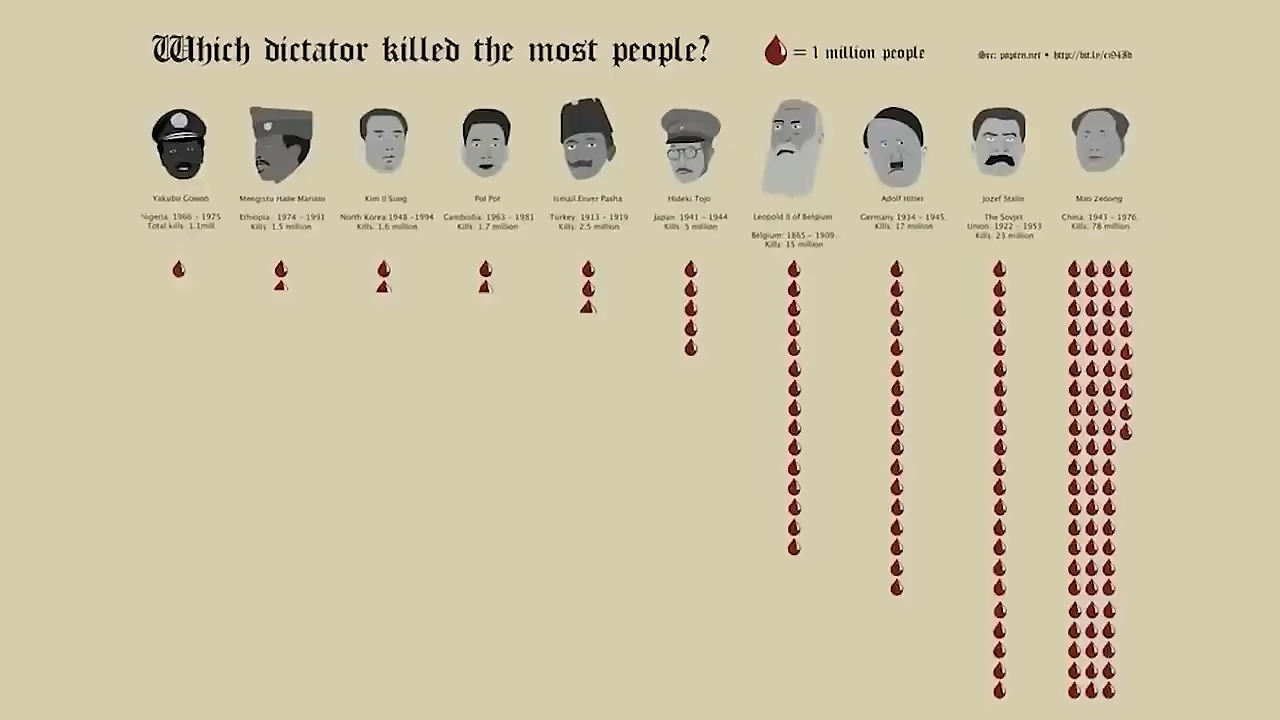 Which dictator killed the most people?
= 1 million people
Yakubu Gowon
Nigeria: 1966 - 1975
Total kills: 1.1mill
Mengistu Haile Mariam
Ethiopia: 1974 - 1991
Kills: 1.5 million
Kim Il Sung
North Korea: 1948 - 1994
Kills: 1.6 million
Pol Pot
Cambodia: 1963 - 1981
Kills: 1.7 million
Ismail Enver Pasha
Turkey: 1913 - 1919
Kills: 2.5 million
Hideki Tojo
Japan: 1941 - 1944
Kills: 5 million
Leopold II of Belgium
Belgium: 1865 - 1909
Kills: 15 million
Adolf Hitler
Germany 1934 - 1945
Kills: 17 million
Jozef Stalin
The Sovjet
Union: 1922 - 1953
Kills: 23 million
Mao Zedong
China: 1943 - 1976
Kills: 78 million